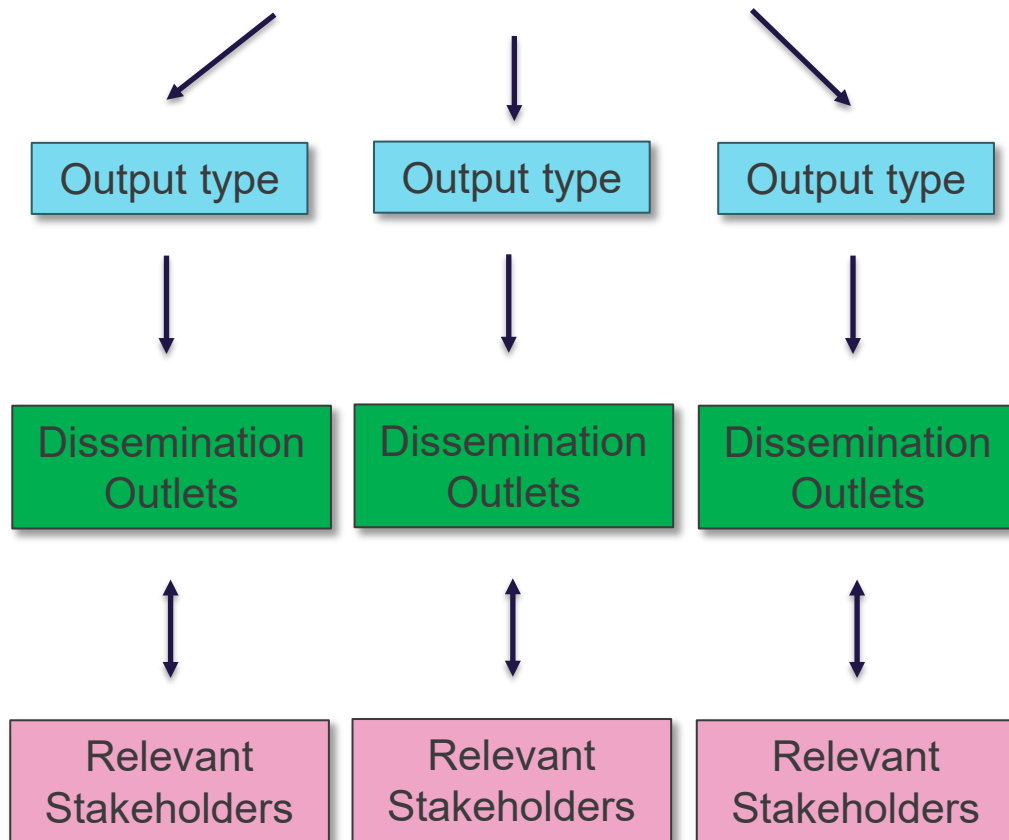 Output type
Output type
Output type
Dissemination
Outlets
Dissemination
Outlets
Dissemination
Outlets
Relevant
Stakeholders
Relevant
Stakeholders
Relevant
Stakeholders